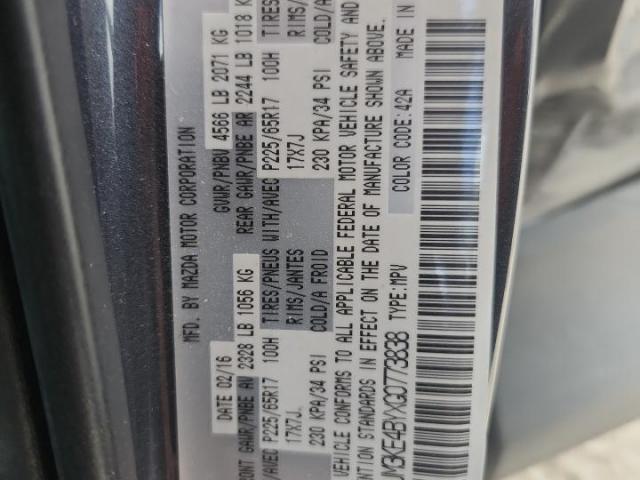 MFD. BY MAZDA MOTOR CORPORATION
DATE 02/16 GVWR/PNBV 4566 LB 2071 KG
FRONT GAWR/PNBE AV 2328 LB 1056 KG REAR GAWR/PNBE AR 2244 LB 1018 K
AVEC P225/65R17 100H TIRES/PNEUS WITH/AVEC P225/65R17 100H TIRES
17X7J. RIMS/JANTES 17X7J RIMS/
230 KPA/34 PSI COLD/A FROID 230 KPA/34 PSI COLD/A
VEHICLE CONFORMS TO ALL APPLICABLE FEDERAL MOTOR VEHICLE SAFETY AND
NTION STANDARDS IN EFFECT ON THE DATE OF MANUFACTURE SHOWN ABOVE.
JM3KE4BYXG0773838 TYPE:MPV COLOR CODE:42A MADE IN